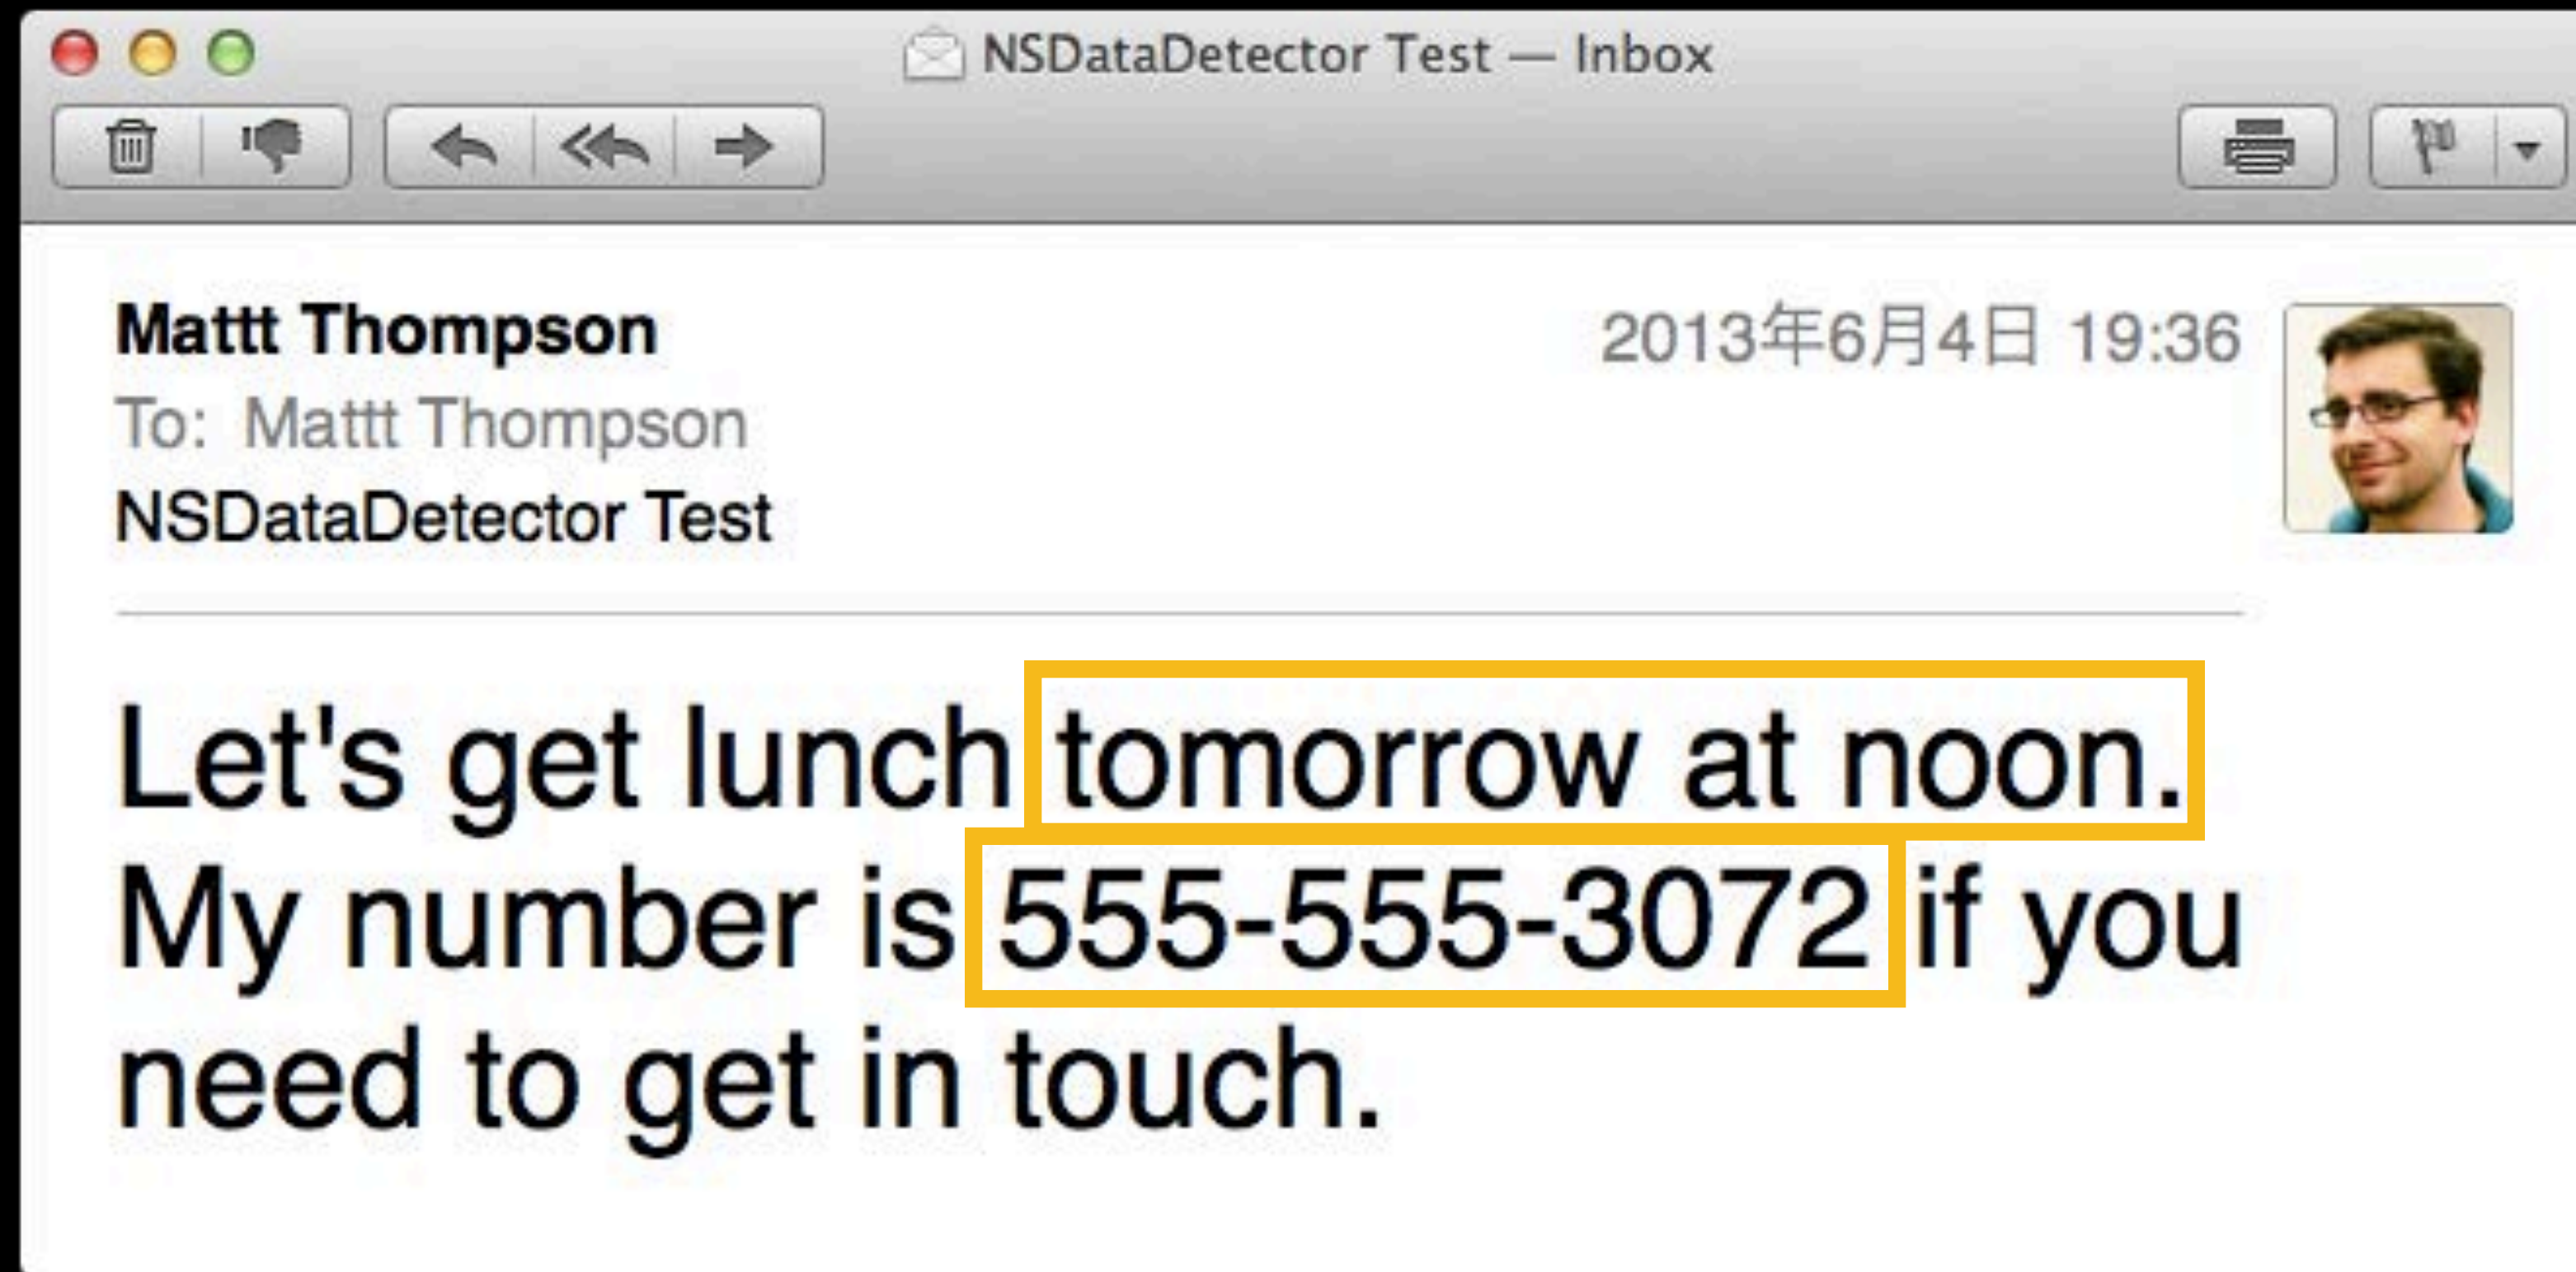 NSDataDetector Test — Inbox
Mattt Thompson
2013年6月4日 19:36
To: Mattt Thompson
NSDataDetector Test
Let's get lunch tomorrow at noon.
My number is 555-555-3072 if you
need to get in touch.